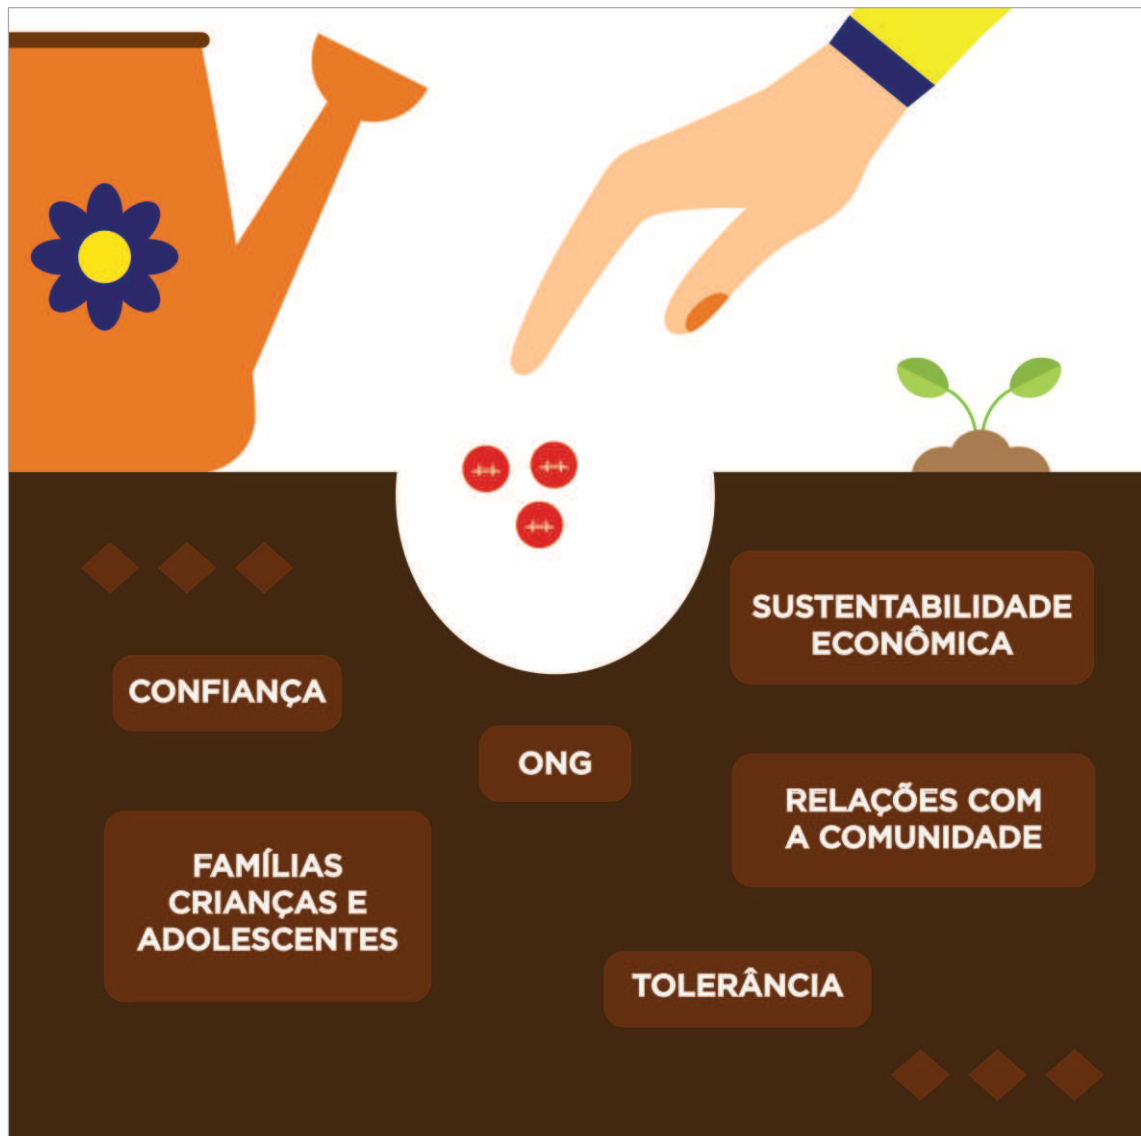 SUSTENTABILIDADE
ECONÔMICA
CONFIANÇA
ONG
RELAÇÕES COM
A COMUNIDADE
FAMÍLIAS
CRIANÇAS E
ADOLESCENTES
TOLERÂNCIA